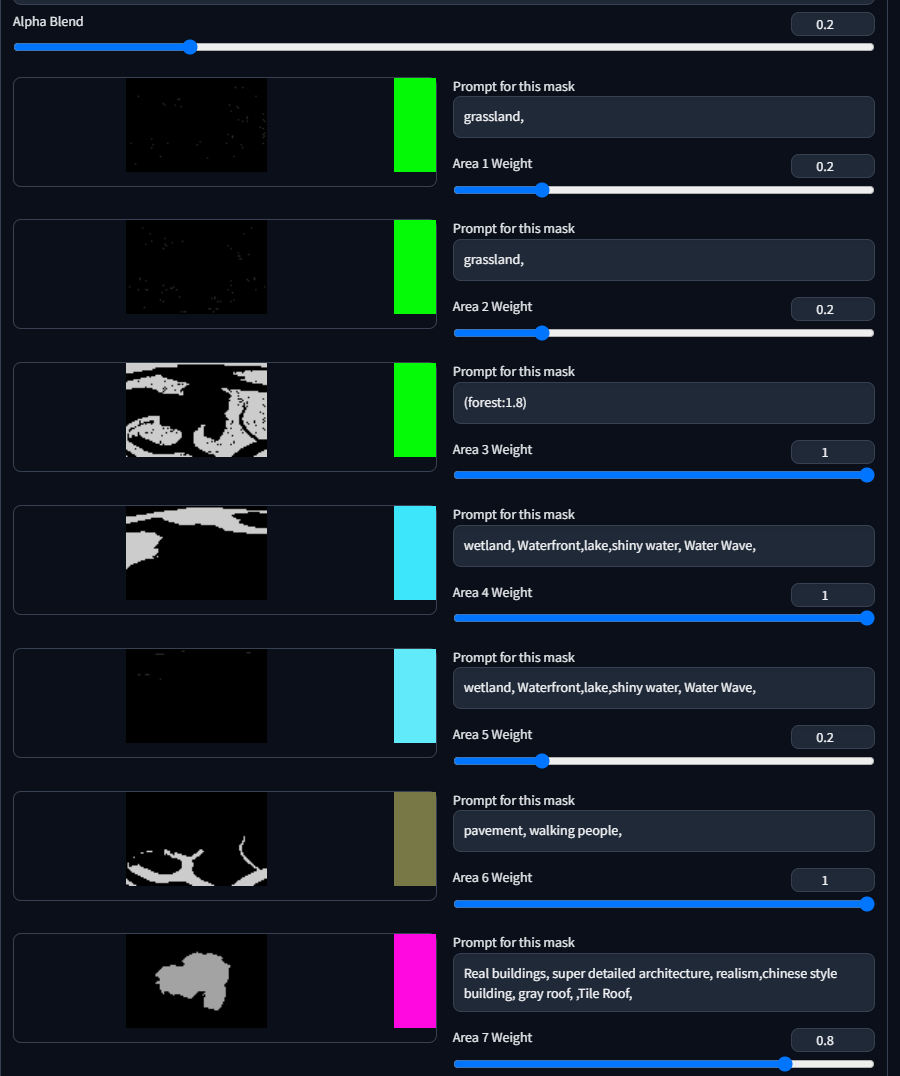 Alpha Blend
0.2
Prompt for this mask
grassland,
Area 1 Weight
0.2
Prompt for this mask
grassland,
Area 2 Weight
0.2
Prompt for this mask
(forest:1.8)
Area 3 Weight
1
Prompt for this mask
wetland, Waterfront,lake,shiny water, Water Wave,
Area 4 Weight
1
Prompt for this mask
wetland, Waterfront,lake,shiny water, Water Wave,
Area 5 Weight
0.2
Prompt for this mask
pavement, walking people,
Area 6 Weight
1
Prompt for this mask
Real buildings, super detailed architecture, realism,chinese style
building, gray roof, ,Tile Roof,
Area 7 Weight
0.8